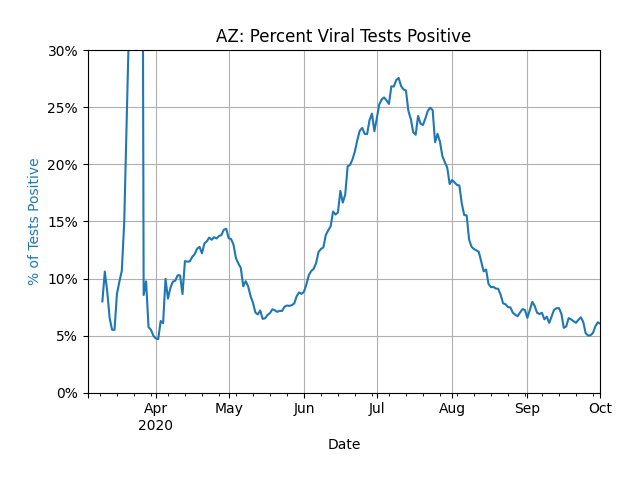 AZ: Percent Viral Tests Positive
30%
25%
20%
15%
10%
5%
0%
% of Tests Positive
Apr
2020
May
Jun
Jul
Aug
Sep
Oct
Date